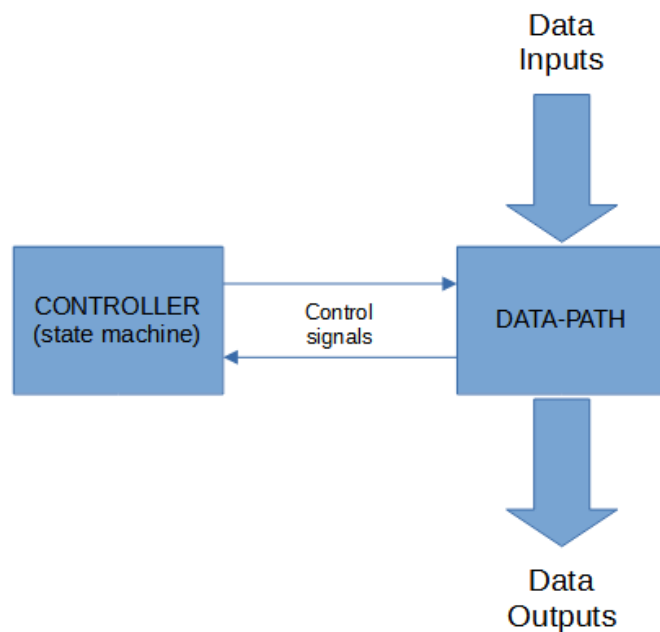 Data
Inputs
CONTROLLER
(state machine)
Control
signals
DATA-PATH
Data
Outputs